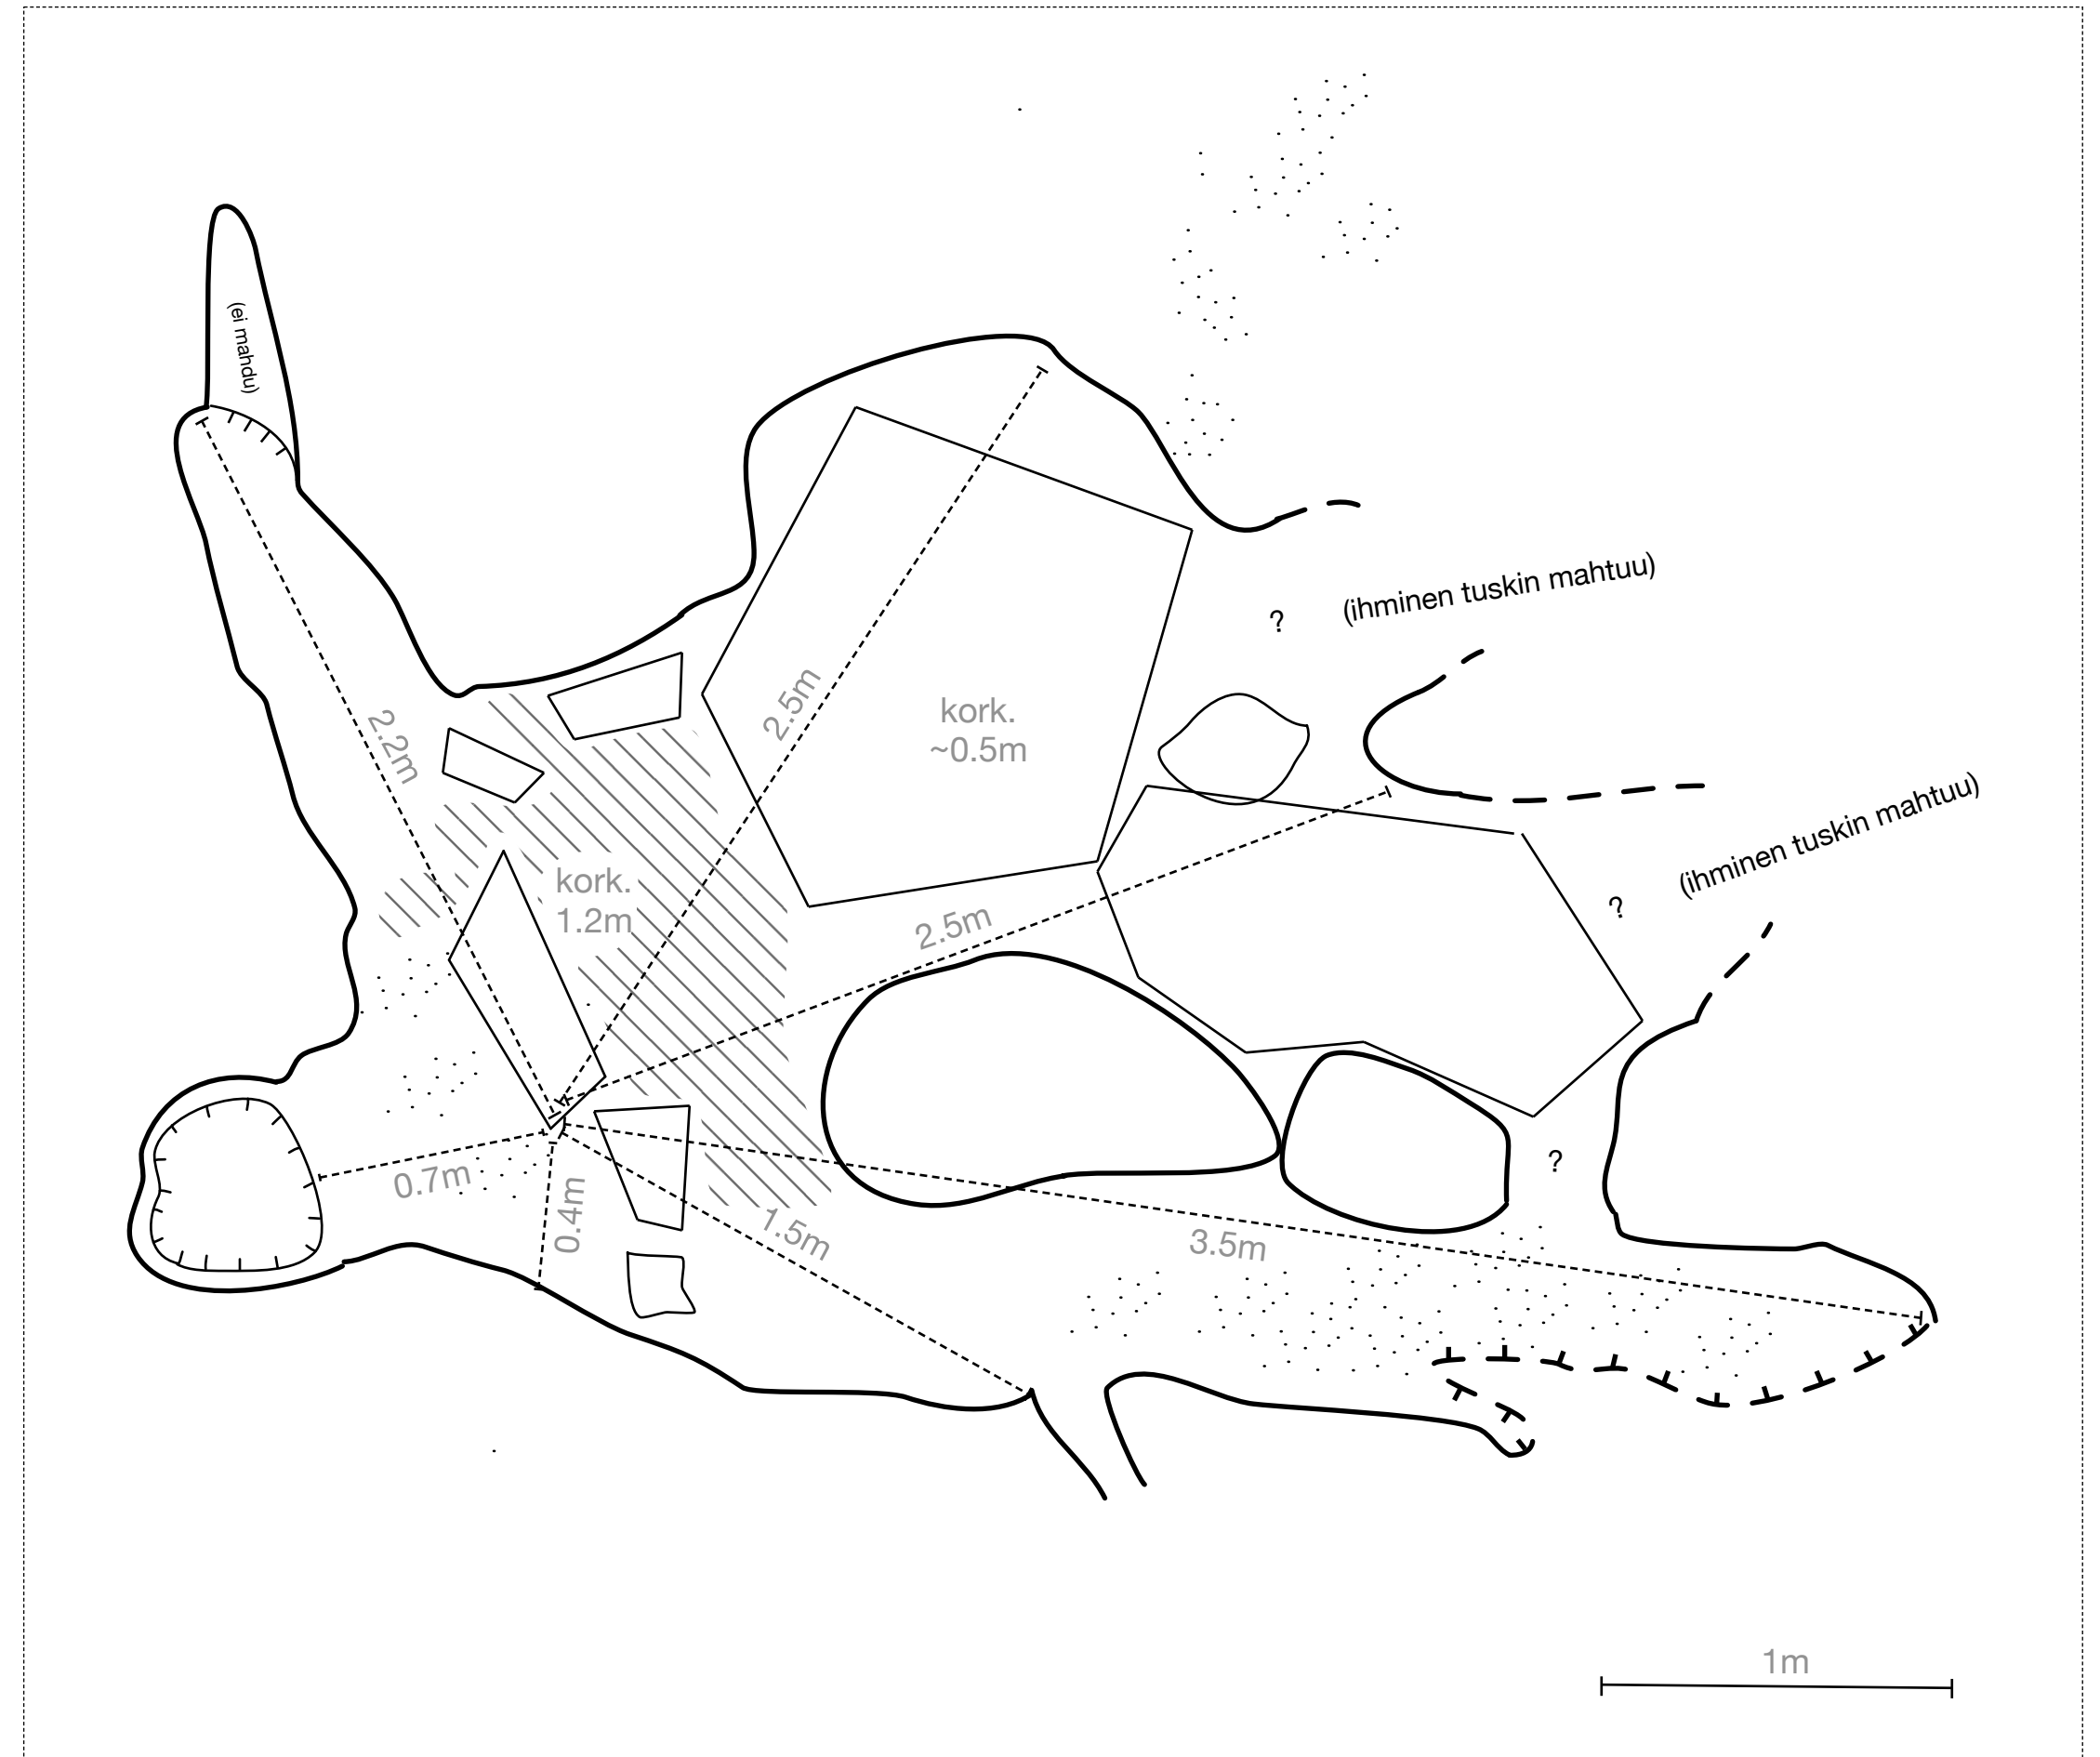 (ei mahdu)
(ihminen tuskin mahtuu)
?
2.2m
2.5m
kork.
~0.5m
(ihminen tuskin mahtuu)
?
kork.
1.2m
2.5m
?
0.7m
0.4m
1.5m
3.5m
1m